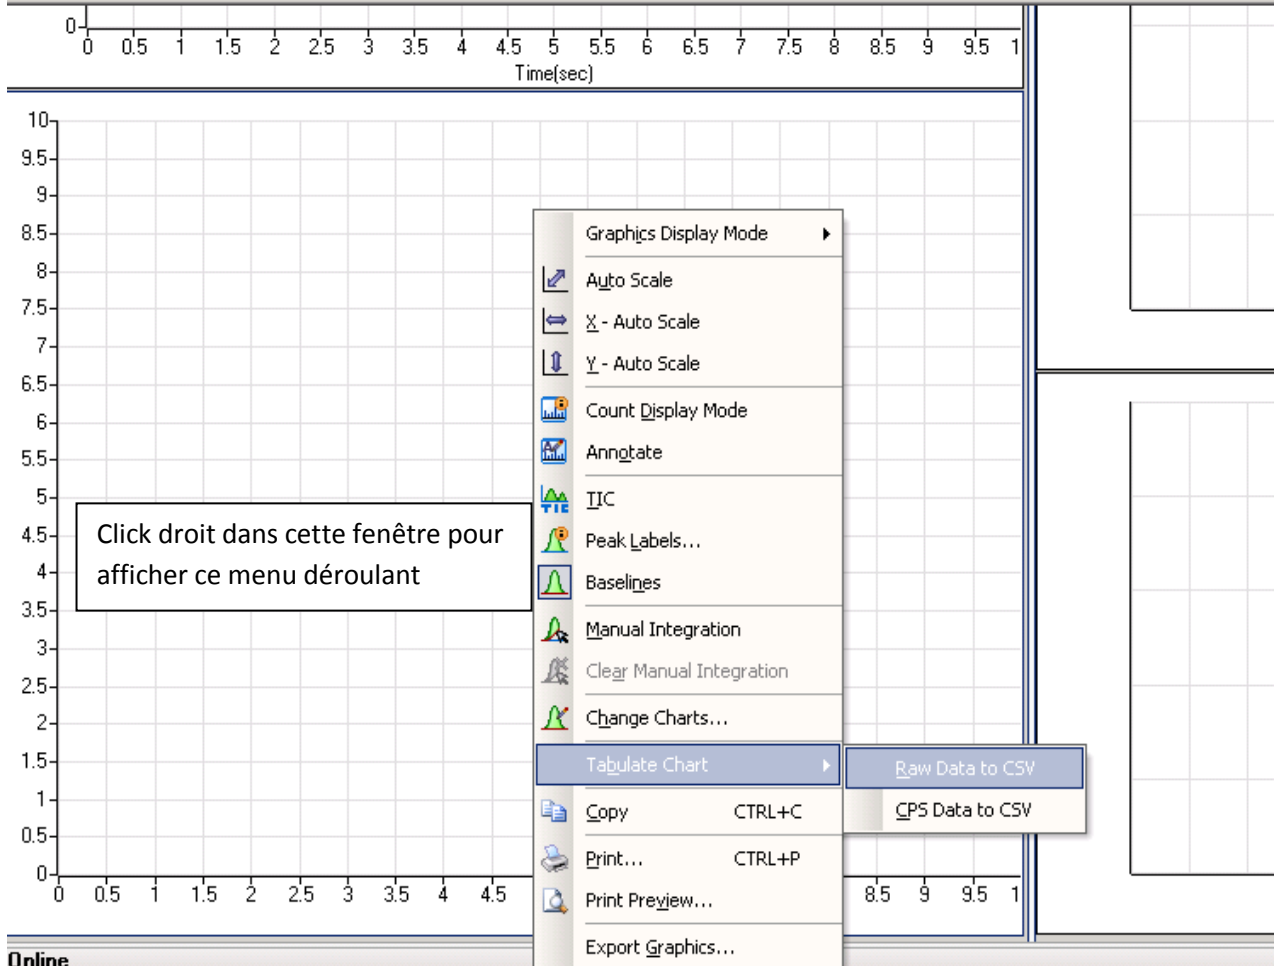 0
0 0.5 1 1.5 2 2.5 3 3.5 4 4.5 5 5.5 6 6.5 7 7.5 8 8.5 9 9.5 1
Time(sec)
10
9.5
9
8.5
8
7.5
7
6.5
6
5.5
5
4.5
4
3.5
3
2.5
2
1.5
1
0.5
0
0 0.5 1 1.5 2 2.5 3 3.5 4 4.5 8.5 9 9.5 1
Click droit dans cette fenêtre pour
afficher ce menu déroulant
Graphics Display Mode
Auto Scale
X - Auto Scale
Y - Auto Scale
Count Display Mode
Annotate
TIC
Peak Labels...
Baselines
Manual Integration
Clear Manual Integration
Change Charts...
Tabulate Chart
Raw Data to CSV
CPS Data to CSV
Copy CTRL+C
Print... CTRL+P
Print Preview...
Export Graphics...
Online